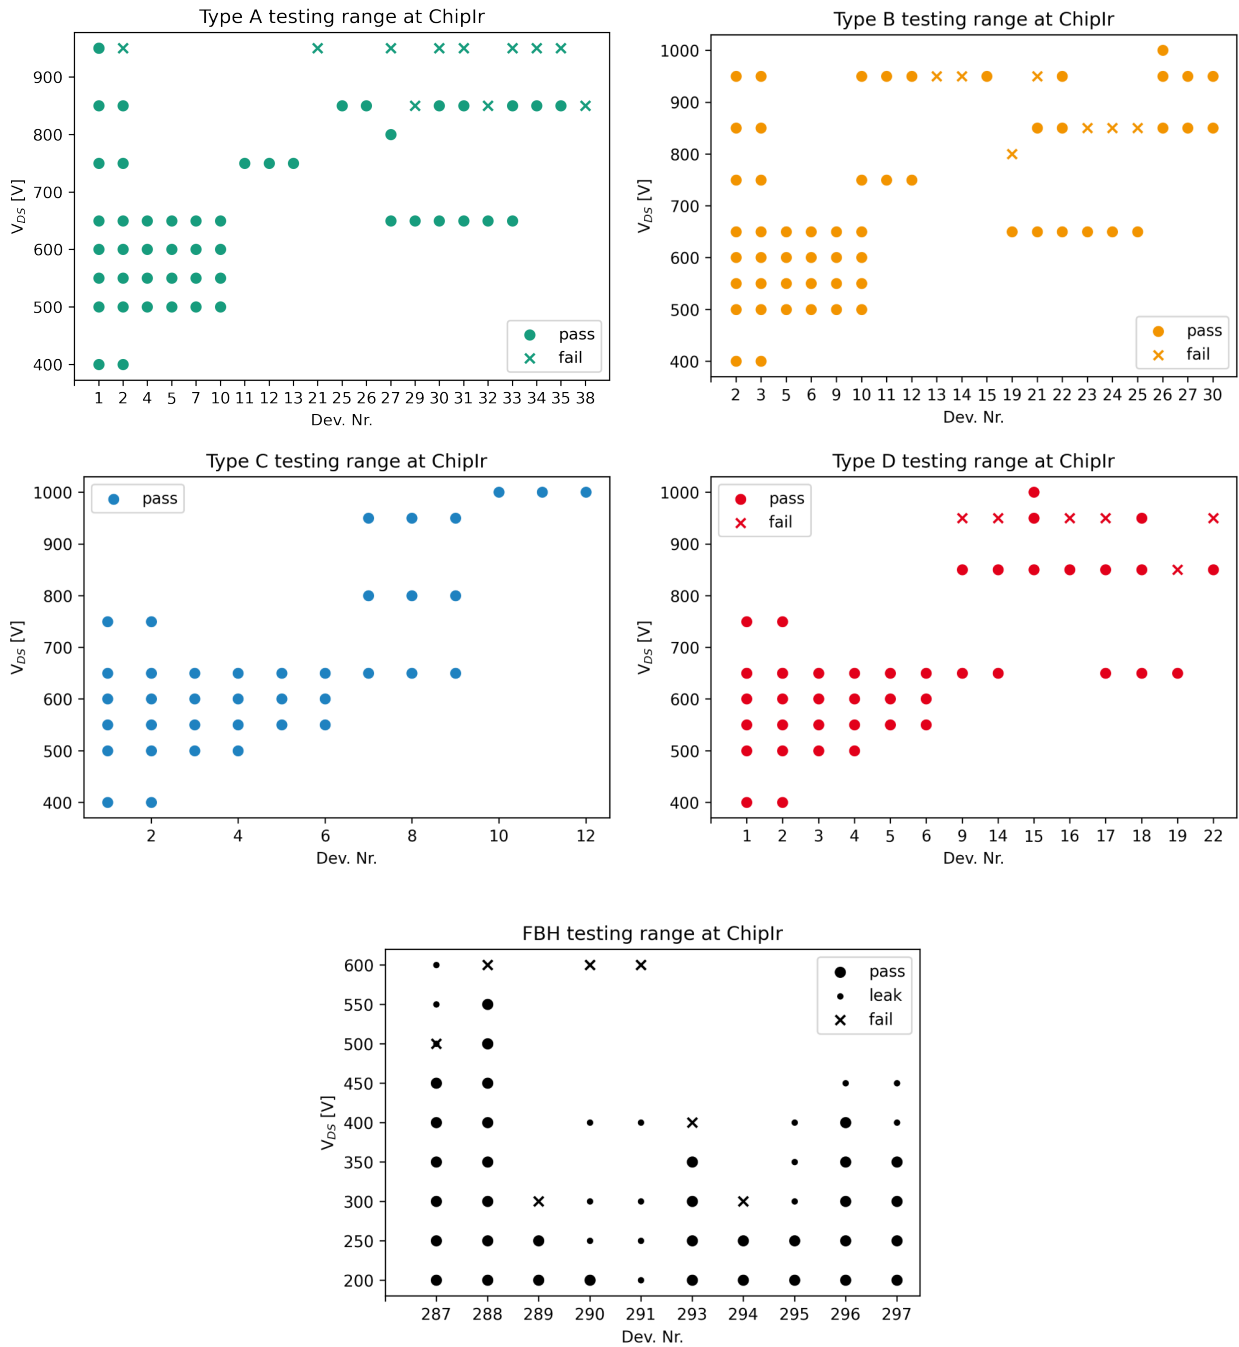 Type A testing range at ChipIr
900
800
700
600
500
400
V_DS [V]
pass
fail
1 2 4 5 7 10 11 12 13 21 25 26 27 29 30 31 32 33 34 35 38
Dev. Nr.
Type B testing range at ChipIr
1000
900
800
700
600
500
400
V_DS [V]
pass
fail
2 3 5 6 9 10 11 12 13 14 15 19 21 22 23 24 25 26 27 30
Dev. Nr.
Type C testing range at ChipIr
pass
1000
900
800
700
600
500
400
V_DS [V]
2 4 6 8 10 12
Dev. Nr.
Type D testing range at ChipIr
pass
fail
1000
900
800
700
600
500
400
V_DS [V]
1 2 3 4 5 6 9 14 15 16 17 18 19 22
Dev. Nr.
FBH testing range at ChipIr
pass
leak
fail
600
550
500
450
400
350
300
250
200
V_DS [V]
287 288 289 290 291 293 294 295 296 297
Dev. Nr.